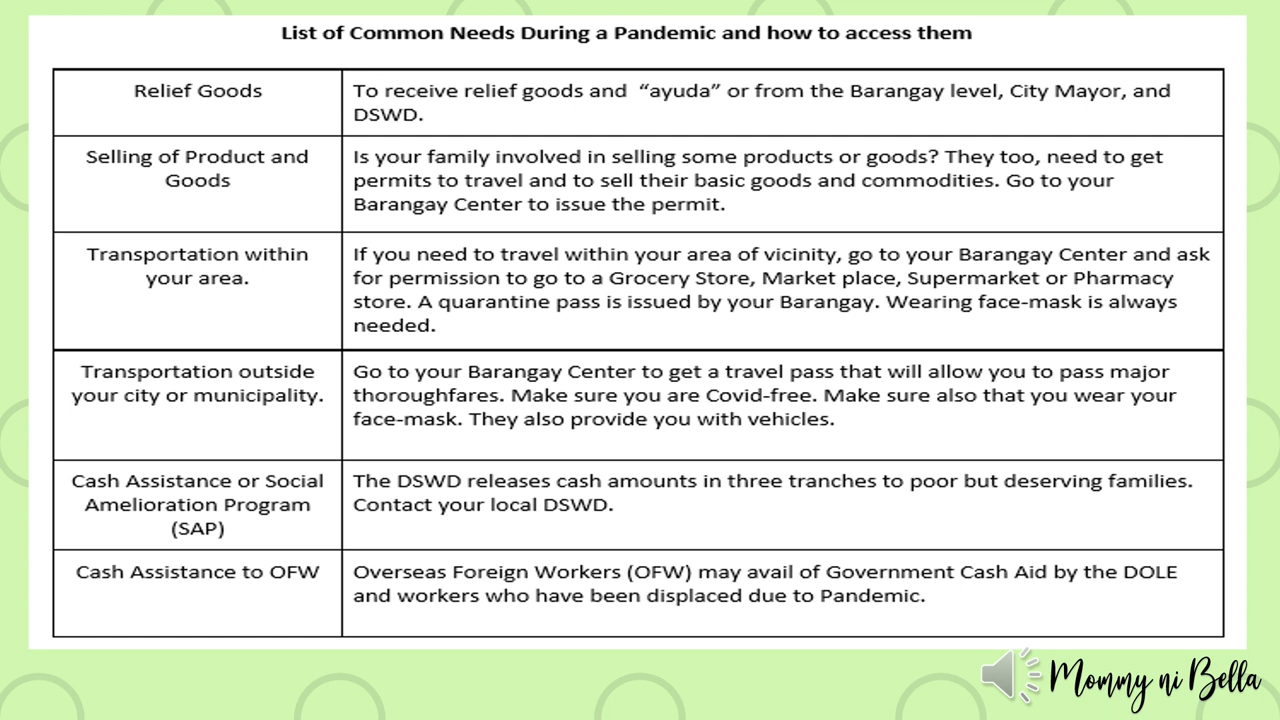 List of Common Needs During a Pandemic and how to access them
Relief Goods
To receive relief goods and “ayuda” or from the Barangay level, City Mayor, and
DSWD.
Selling of Product and
Goods
Is your family involved in selling some products or goods? They too, need to get
permits to travel and to sell their basic goods and commodities. Go to your
Barangay Center to issue the permit.
Transportation within
your area.
If you need to travel within your area of vicinity, go to your Barangay Center and ask
for permission to go to a Grocery Store, Market place, Supermarket or Pharmacy
store. A quarantine pass is issued by your Barangay. Wearing face-mask is always
needed.
Transportation outside
your city or municipality.
Go to your Barangay Center to get a travel pass that will allow you to pass major
thoroughfares. Make sure you are Covid-free. Make sure also that you wear your
face-mask. They also provide you with vehicles.
Cash Assistance or Social
Amelioration Program
(SAP)
The DSWD releases cash amounts in three tranches to poor but deserving families.
Contact your local DSWD.
Cash Assistance to OFW
Overseas Foreign Workers (OFW) may avail of Government Cash Aid by the DOLE
and workers who have been displaced due to Pandemic.
Mommy ni Bella